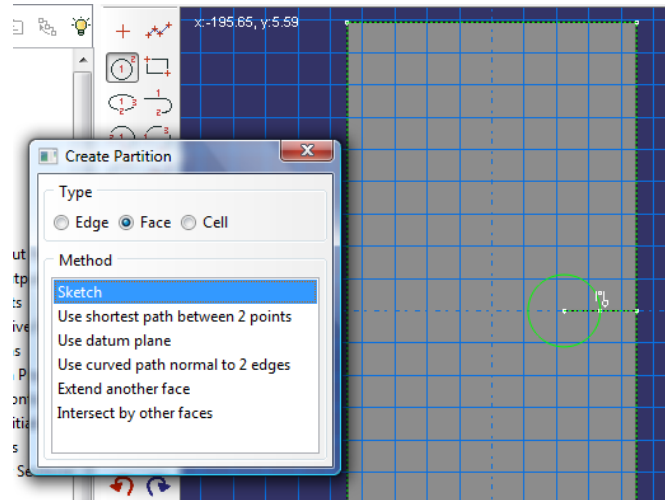 x:-195.65, y:5.59
Create Partition
Type
Edge Face Cell
Method
Sketch
Use shortest path between 2 points
Use datum plane
Use curved path normal to 2 edges
Extend another face
Intersect by other faces